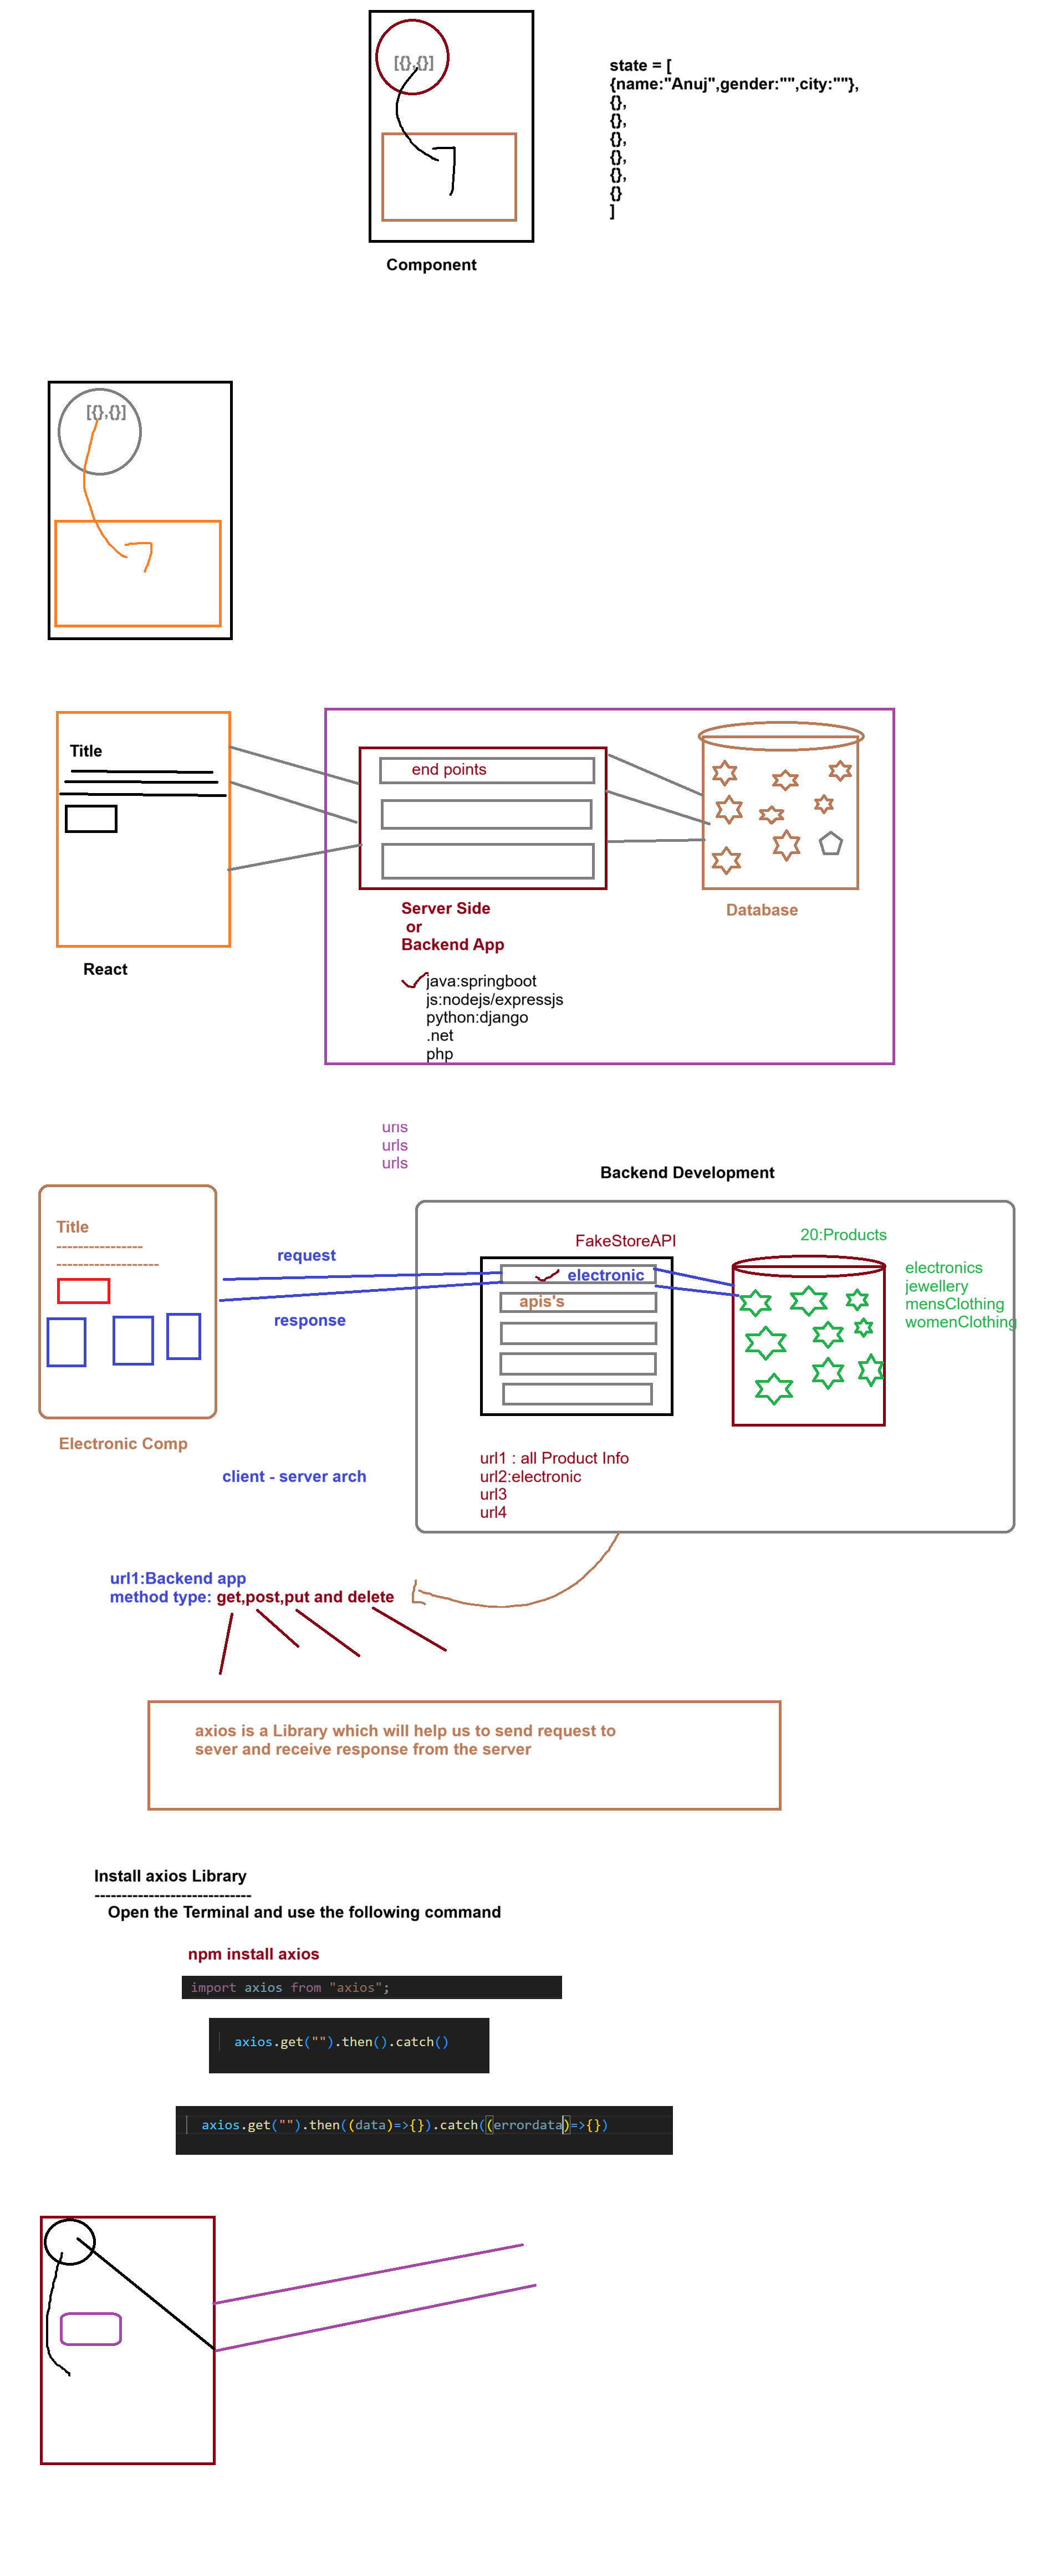 [{},{}]
state = [
{name:"Anuj",gender:"",city:""},
{},
{},
{},
{},
{},
{}
]
Component
[{},{}]
Title
React
end points
Server Side
or
Backend App
java:springboot
js:nodejs/expressjs
python:django
.net
php
Database
urls
urls
urls
Backend Development
Title
-----------------
--------------------
Electronic Comp
request
response
client - server arch
FakeStoreAPI
electronic
apis's
20:Products
electronics
jewellery
mensClothing
womenClothing
url1 : all Product Info
url2:electronic
url3
url4
url1:Backend app
method type: get,post,put and delete
axios is a Library which will help us to send request to
sever and receive response from the server
Install axios Library
-----------------------------
Open the Terminal and use the following command
npm install axios
import axios from "axios";
axios.get("").then().catch()
axios.get("").then((data)=>{}).catch((errordata)=>{})